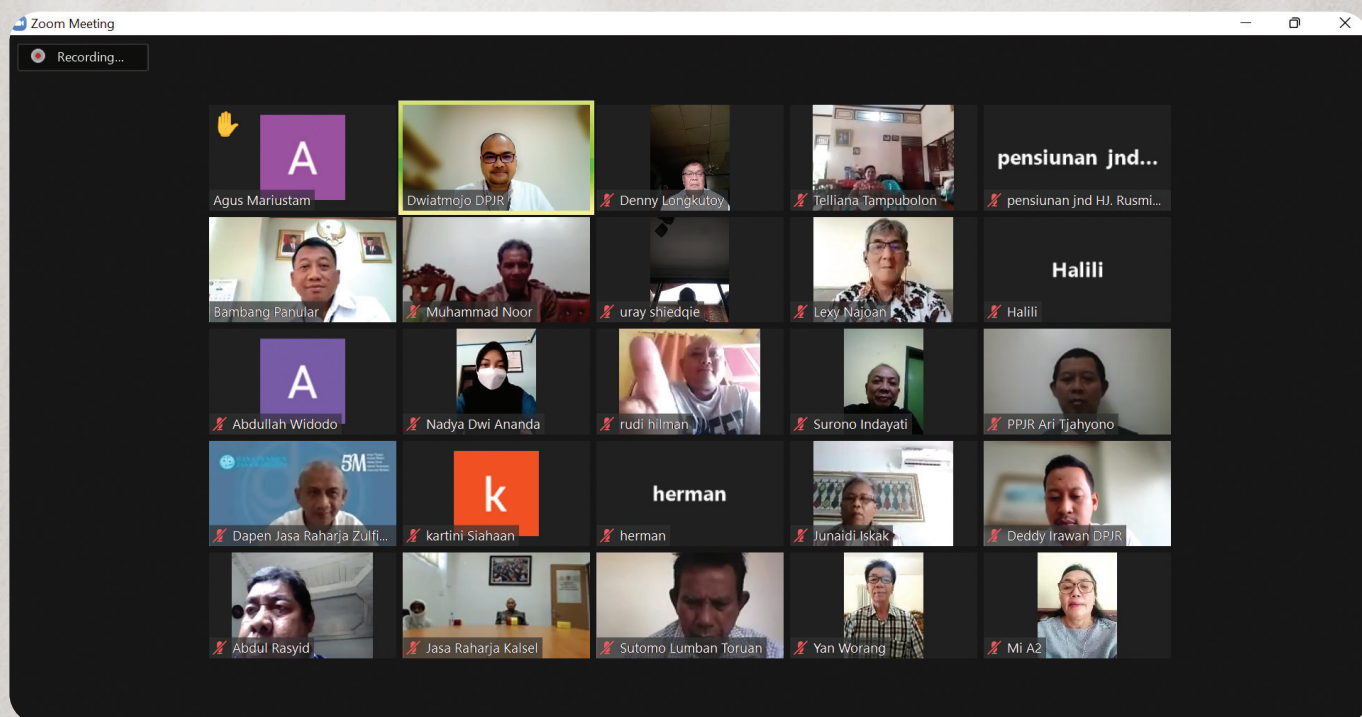 Zoom Meeting
Recording...
A
Agus Mariustam
Dwiatmojo DPJR
Denny Longkutoy
Telliana Tampubolon
pensiunan jnd...
pensiunan jnd HJ. Rusmi...
Bambang Panular
Muhammad Noor
uray shiedqie
Lexy Najoan
Halili
Halili
A
Abdullah Widodo
Nadya Dwi Ananda
rudi hilman
Surono Indayati
PPJR Ari Tjahyono
5M
Dapen Jasa Raharja Zulfi...
k
kartini Siahaan
herman
herman
Junaidi Iskak
Deddy Irawan DPJR
Abdul Rasyid
Jasa Raharja Kalsel
Sutomo Lumban Toruan
Yan Worang
Mi A2